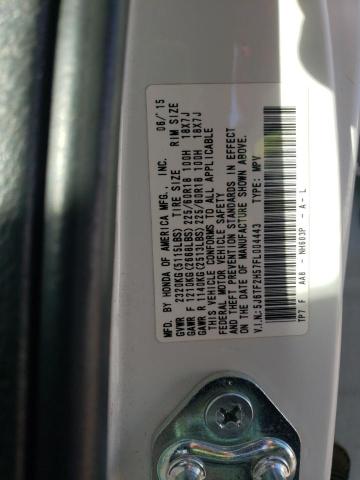 MFD. BY HONDA OF AMERICA MFG., INC. 06/'15
GVWR 2320KG(5115LBS) TIRE SIZE RIM SIZE
GAWR F 1210KG(2668LBS) 225/60R18 100H 18X7J
GAWR R 1140KG(2513LBS) 225/60R18 100H 18X7J
THIS VEHICLE CONFORMS TO ALL APPLICABLE
FEDERAL MOTOR VEHICLE SAFETY
AND THEFT PREVENTION STANDARDS IN EFFECT
ON THE DATE OF MANUFACTURE SHOWN ABOVE.
V.I.N: 5J6TF2H57FL004443 TYPE: MPV
TP7 F AA6 - NH603P - A - L